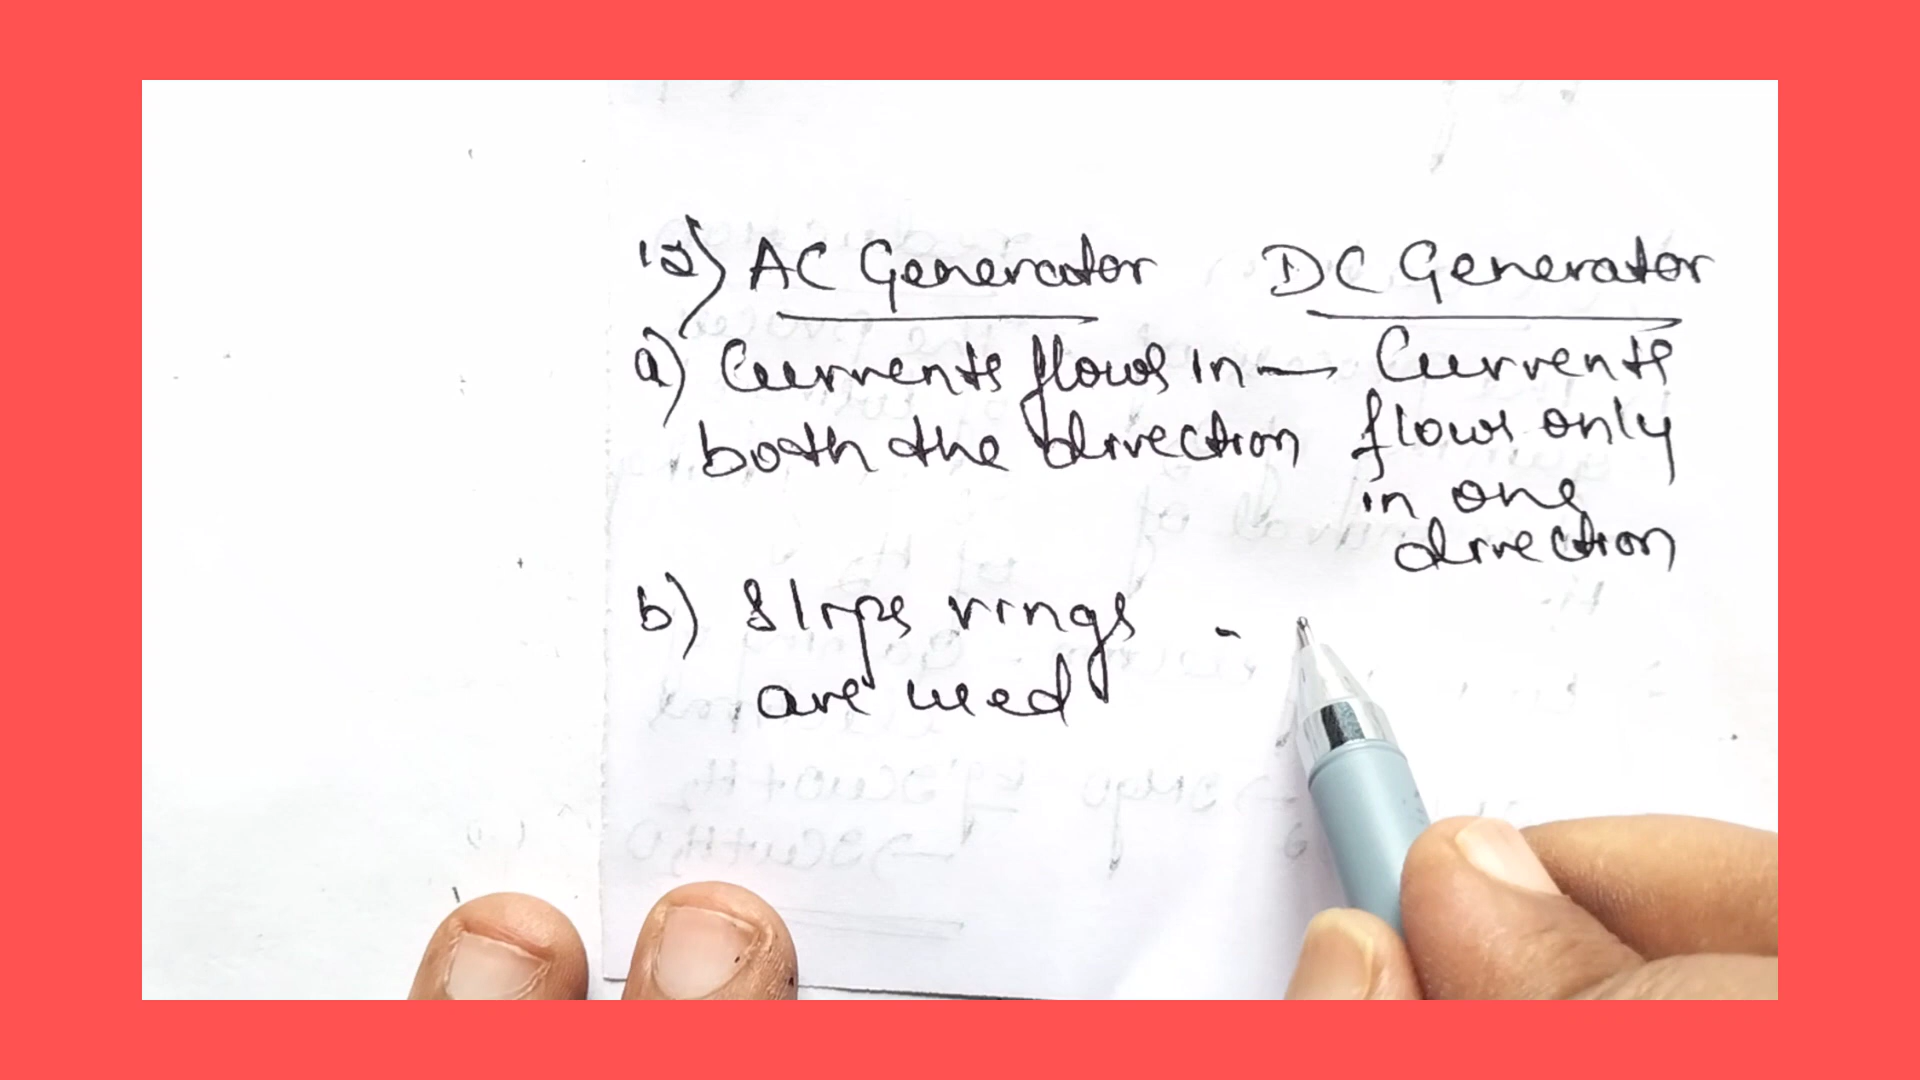 12) AC Generator DC Generator
a) Currents flows in — Currents
both the direction flows only
in one
direction
b) Slips rings -
are used